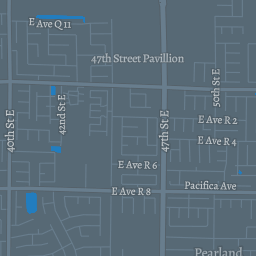 E Ave Q 11
47th Street Pavillion
50th St E
42nd St E
40th St E
47th St E
E Ave R 2
E Ave R 4
E Ave R 6
Pacifica Ave
E Ave R 8
Pearland